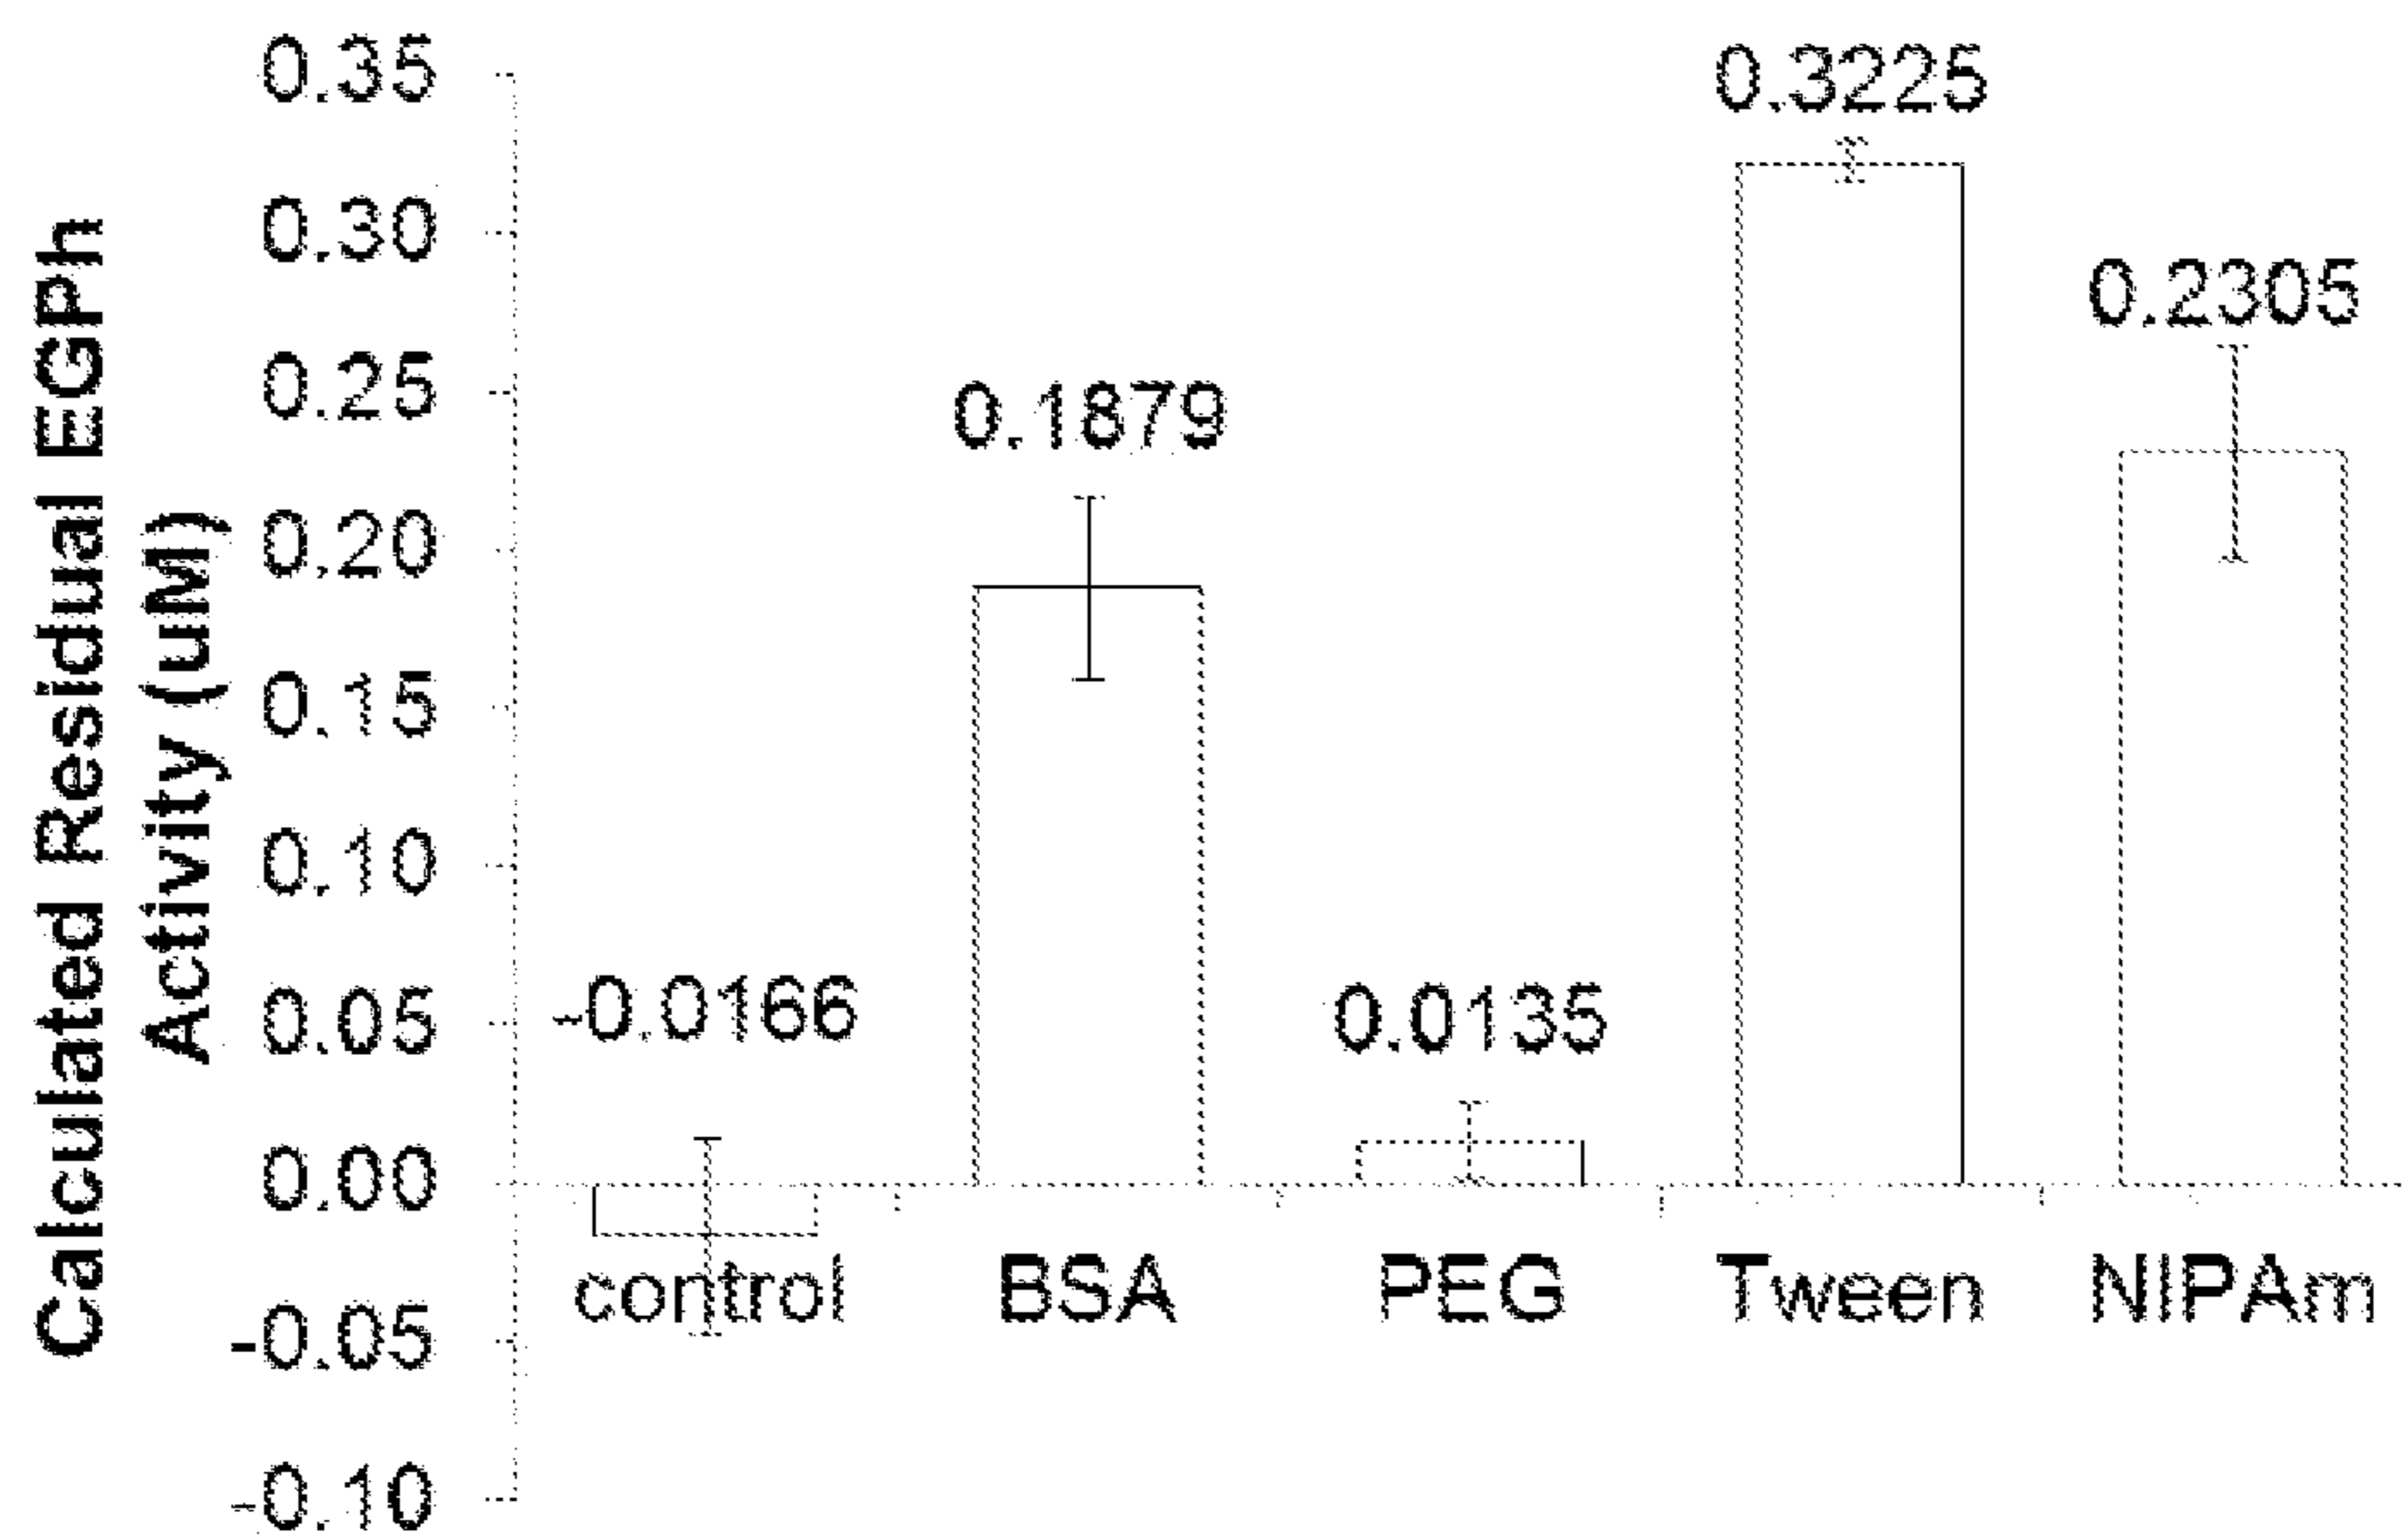 Calculated Residual EGPh
Activity (uM)
0.35
0.30
0.25
0.20
0.15
0.10
0.05
0.00
-0.05
-0.10
-0.0166
0.1879
0.0135
0.3225
0.2305
control
BSA
PEG
Tween
NIPAm